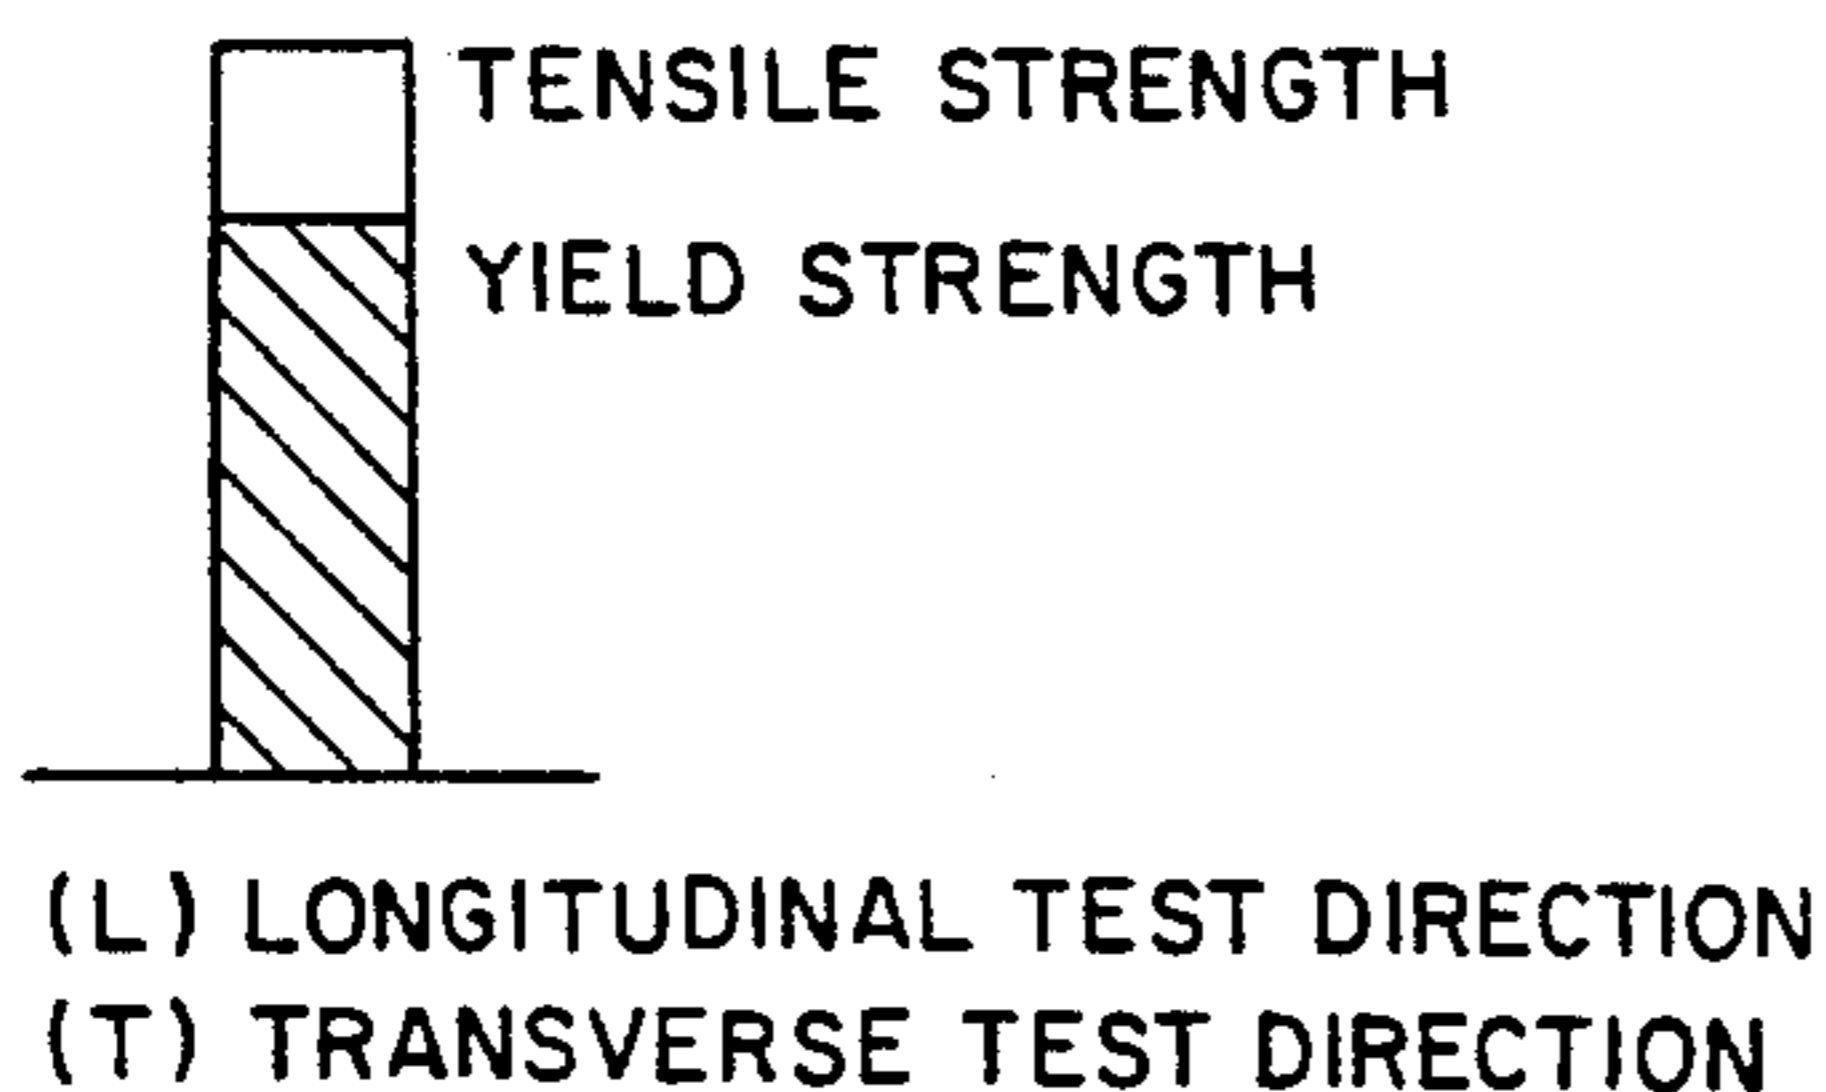 TENSILE STRENGTH
YIELD STRENGTH
(L) LONGITUDINAL TEST DIRECTION
(T) TRANSVERSE TEST DIRECTION